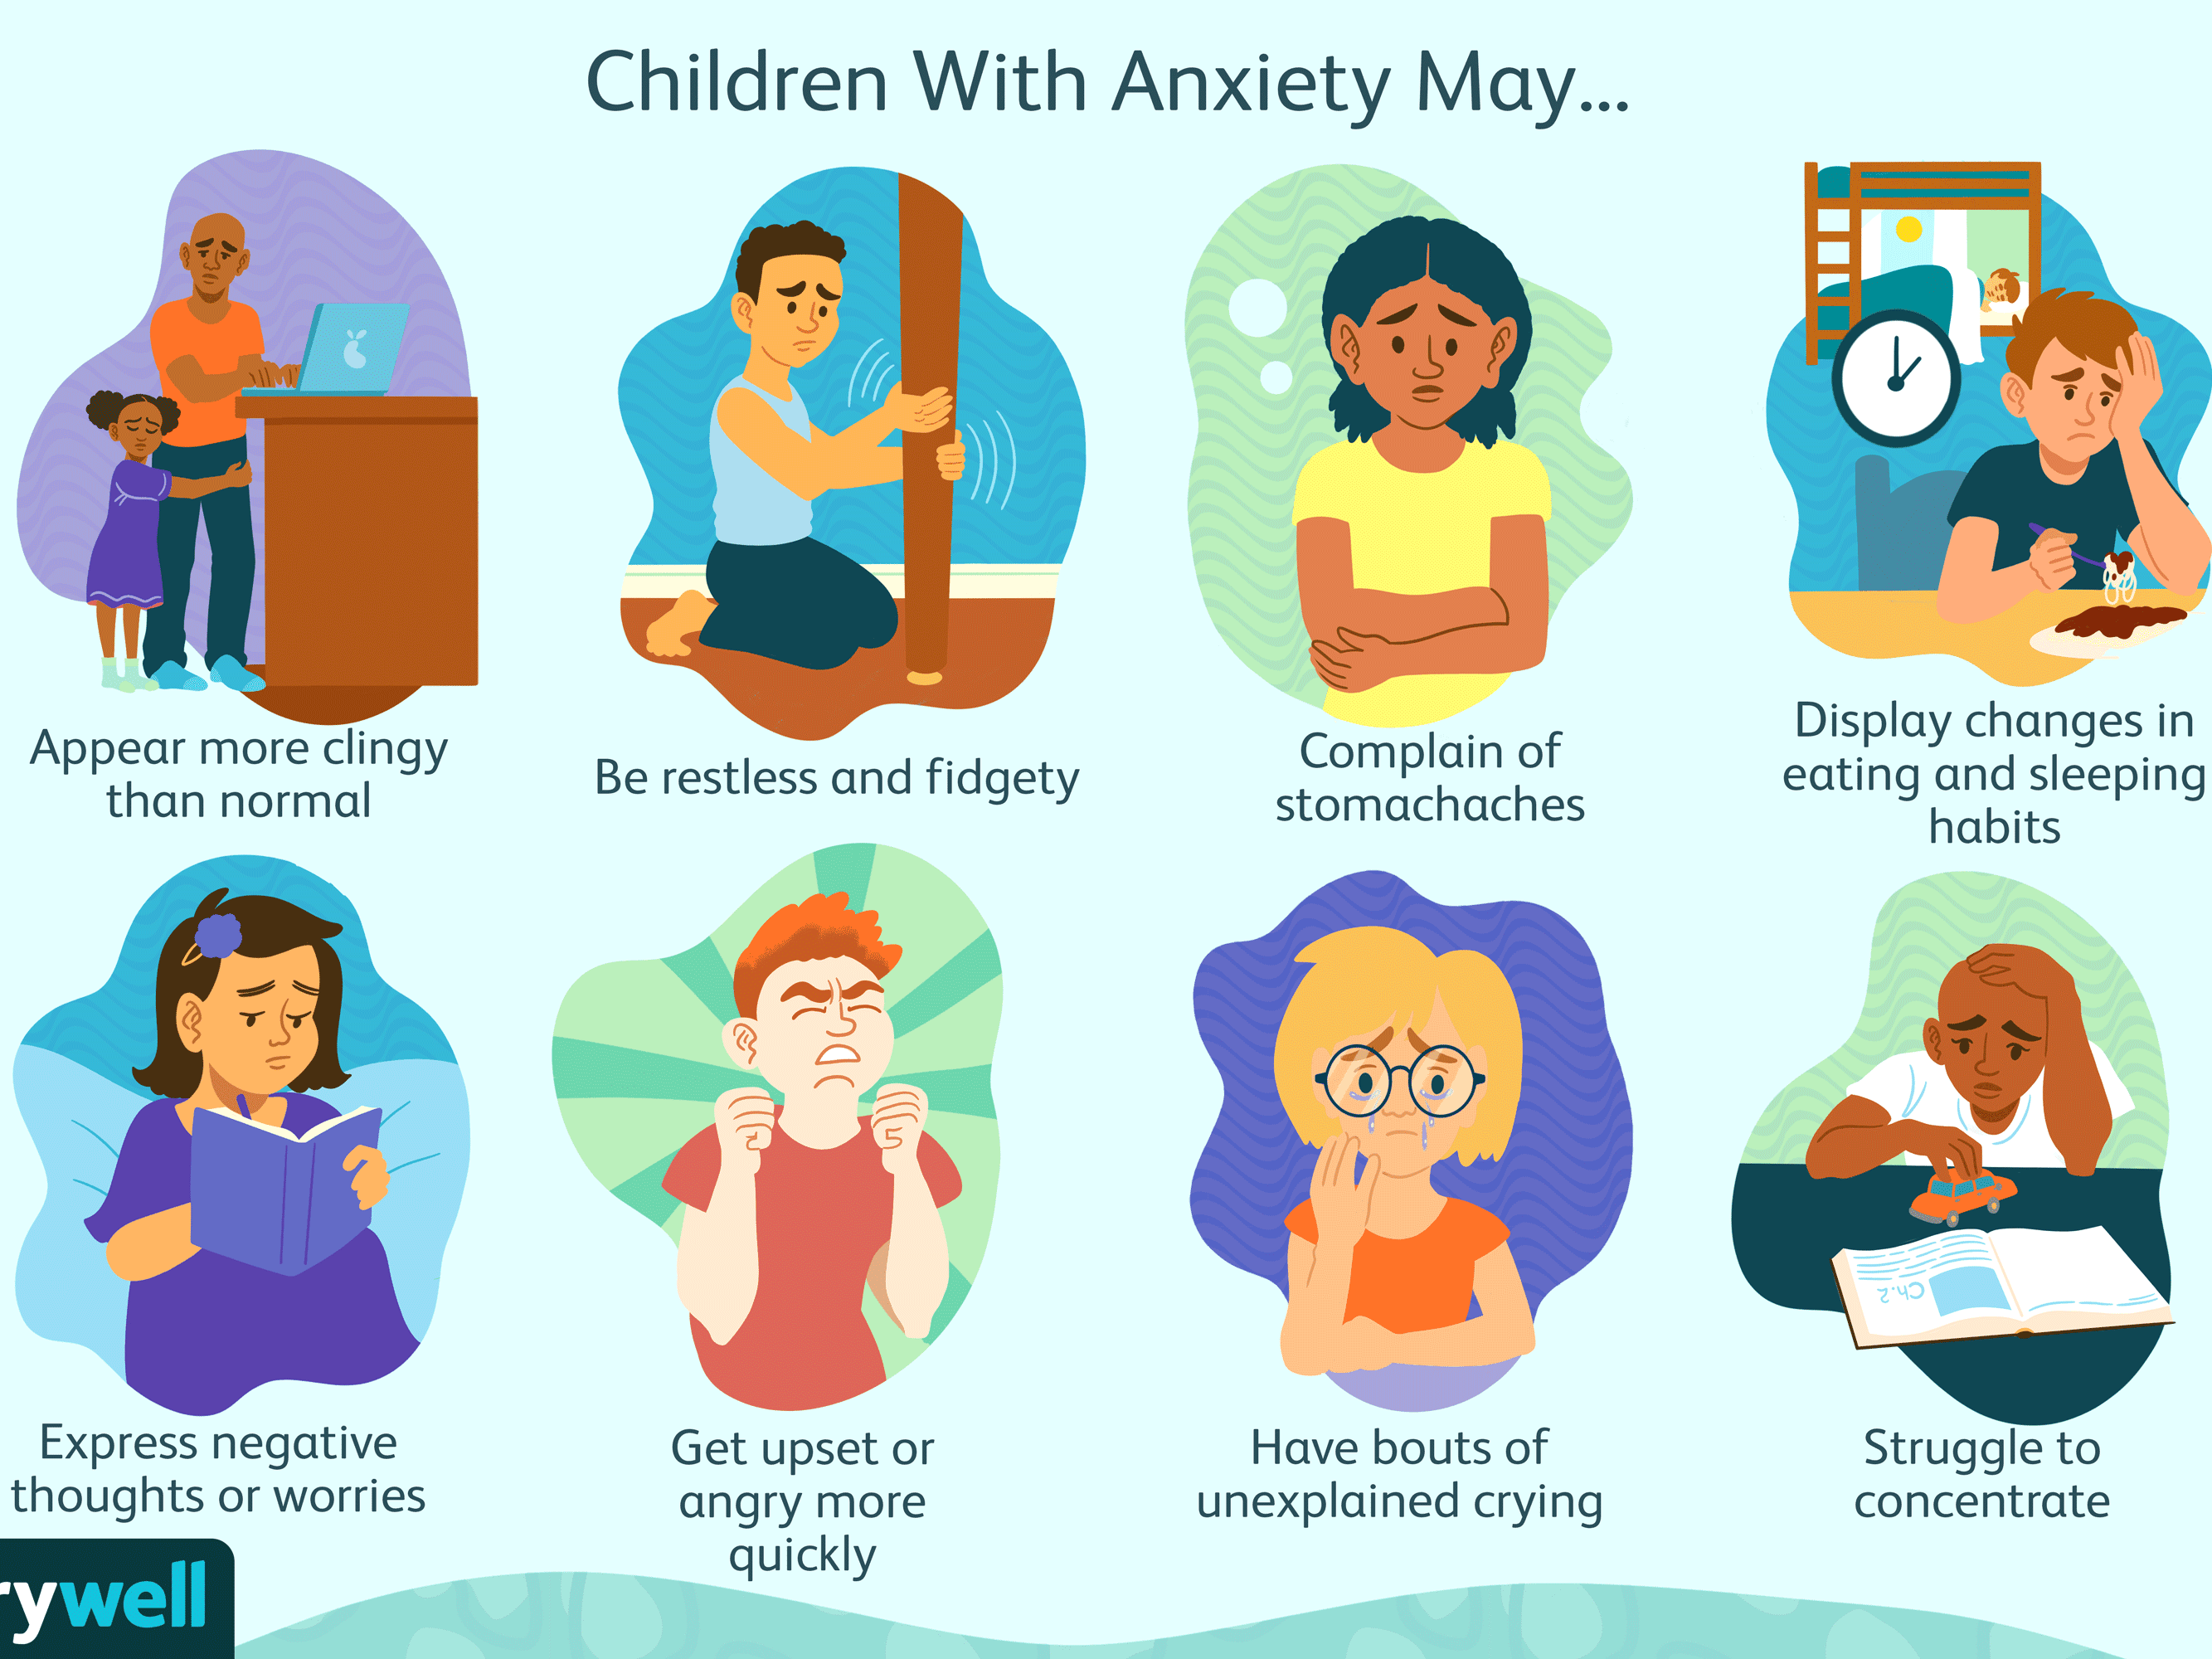 Children With Anxiety May...
Appear more clingy
than normal
Be restless and fidgety
Complain of
stomachaches
Display changes in
eating and sleeping
habits
Ch.2
Express negative
thoughts or worries
Get upset or
angry more
quickly
Have bouts of
unexplained crying
Struggle to
concentrate
rywell